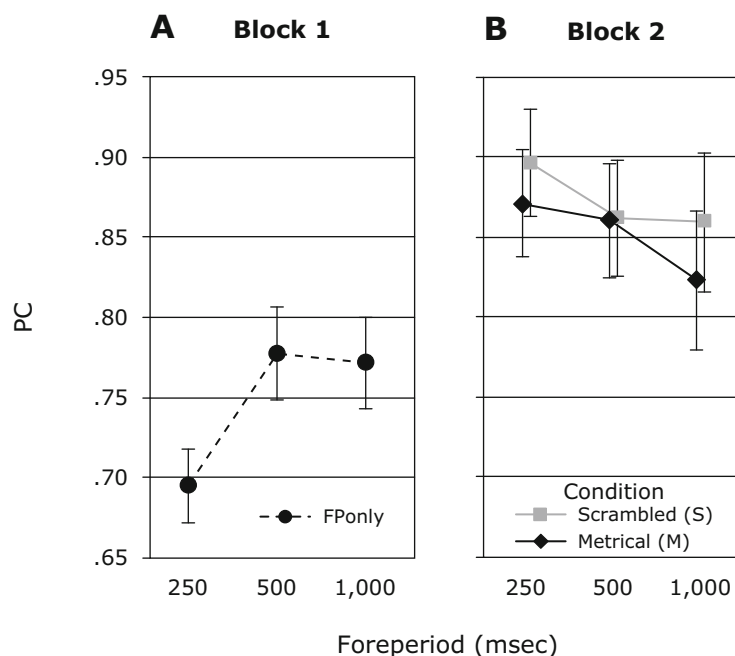 A Block 1
B Block 2
PC
.95
.90
.85
.80
.75
.70
.65
FPonly
Condition
Scrambled (S)
Metrical (M)
250 500 1,000
250 500 1,000
Foreperiod (msec)